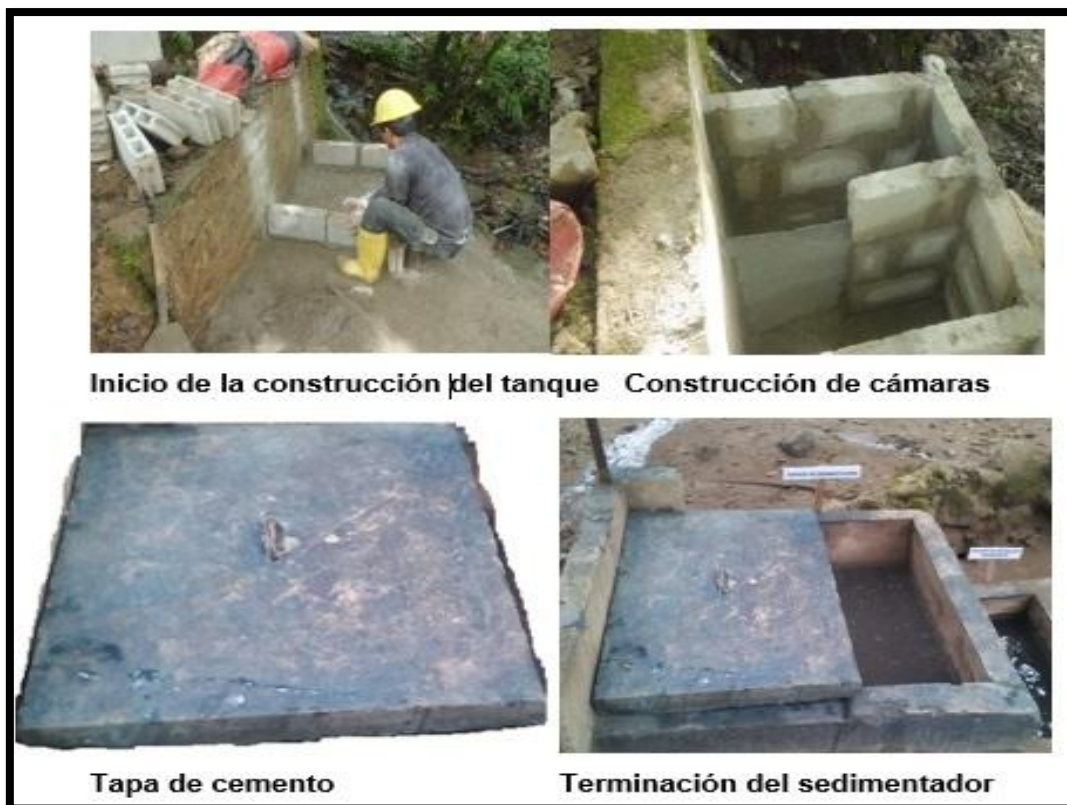 Inicio de la construcción del tanque Construcción de cámaras
Tapa de cemento Terminación del sedimentador